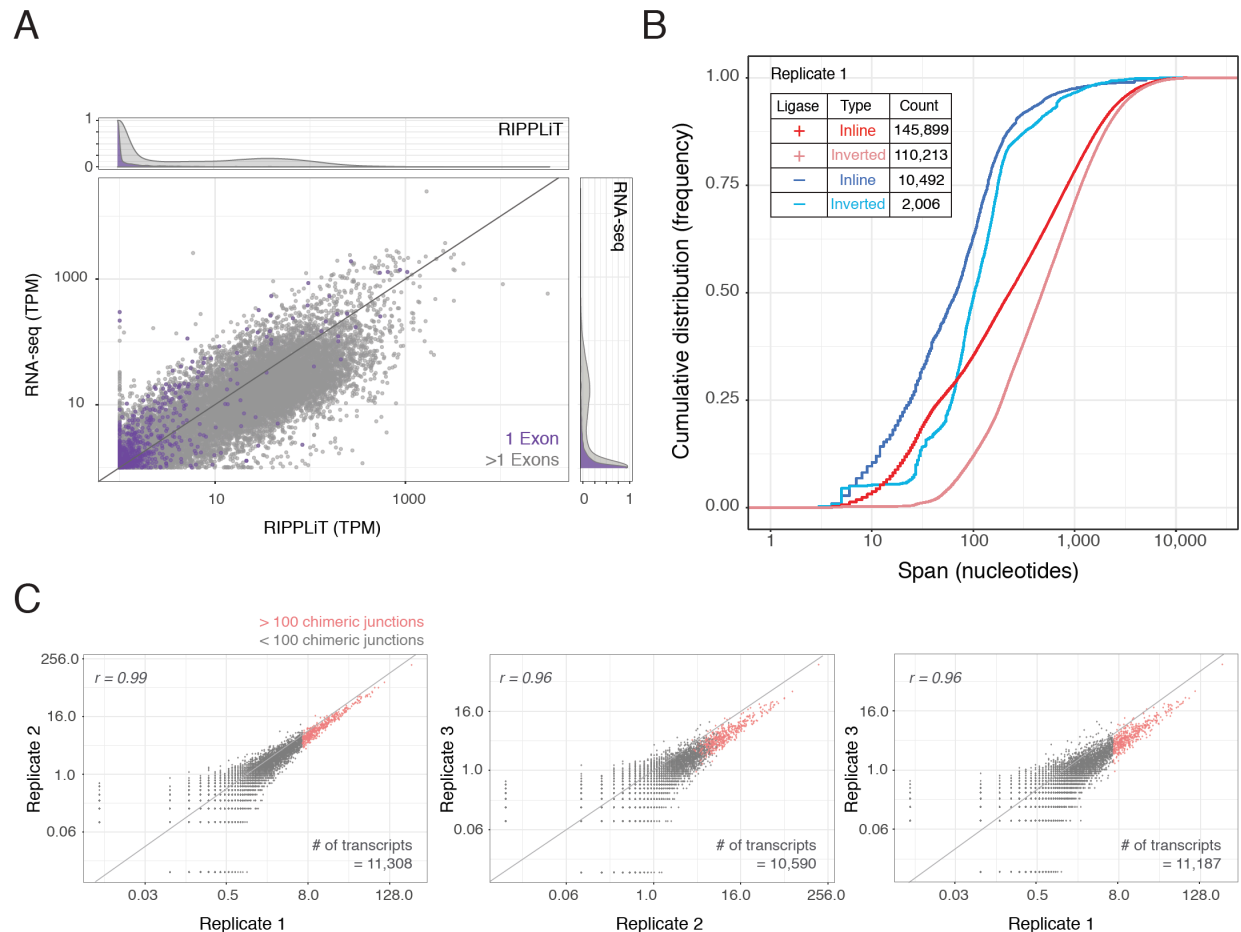 A
RIPPLiT
1
0
RNA-seq
RNA-seq (TPM)
1000
10
1 Exon
>1 Exons
10
1000
0
1
RIPPLiT (TPM)
B
Replicate 1
Ligase Type Count
+ Inline 145,899
+ Inverted 110,213
− Inline 10,492
− Inverted 2,006
Cumulative distribution (frequency)
1.00
0.75
0.50
0.25
0.00
1 10 100 1,000 10,000
Span (nucleotides)
C
> 100 chimeric junctions
< 100 chimeric junctions
r = 0.99
Replicate 2
256.0
16.0
1.0
0.06
# of transcripts
= 11,308
0.03 0.5 8.0 128.0
Replicate 1
r = 0.96
Replicate 3
16.0
1.0
0.06
# of transcripts
= 10,590
0.06 1.0 16.0 256.0
Replicate 2
r = 0.96
Replicate 3
16.0
1.0
0.06
# of transcripts
= 11,187
0.03 0.5 8.0 128.0
Replicate 1